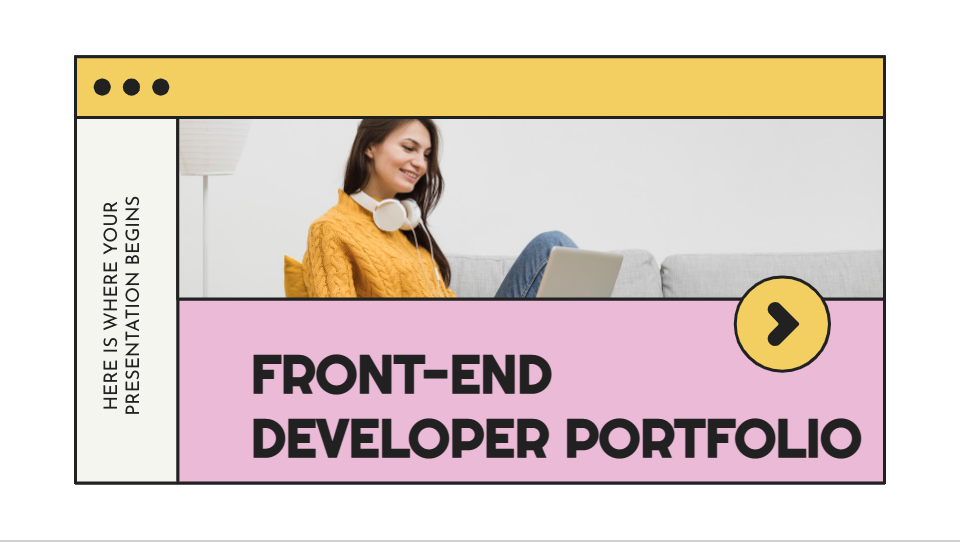 HERE IS WHERE YOUR
PRESENTATION BEGINS
FRONT-END
DEVELOPER PORTFOLIO